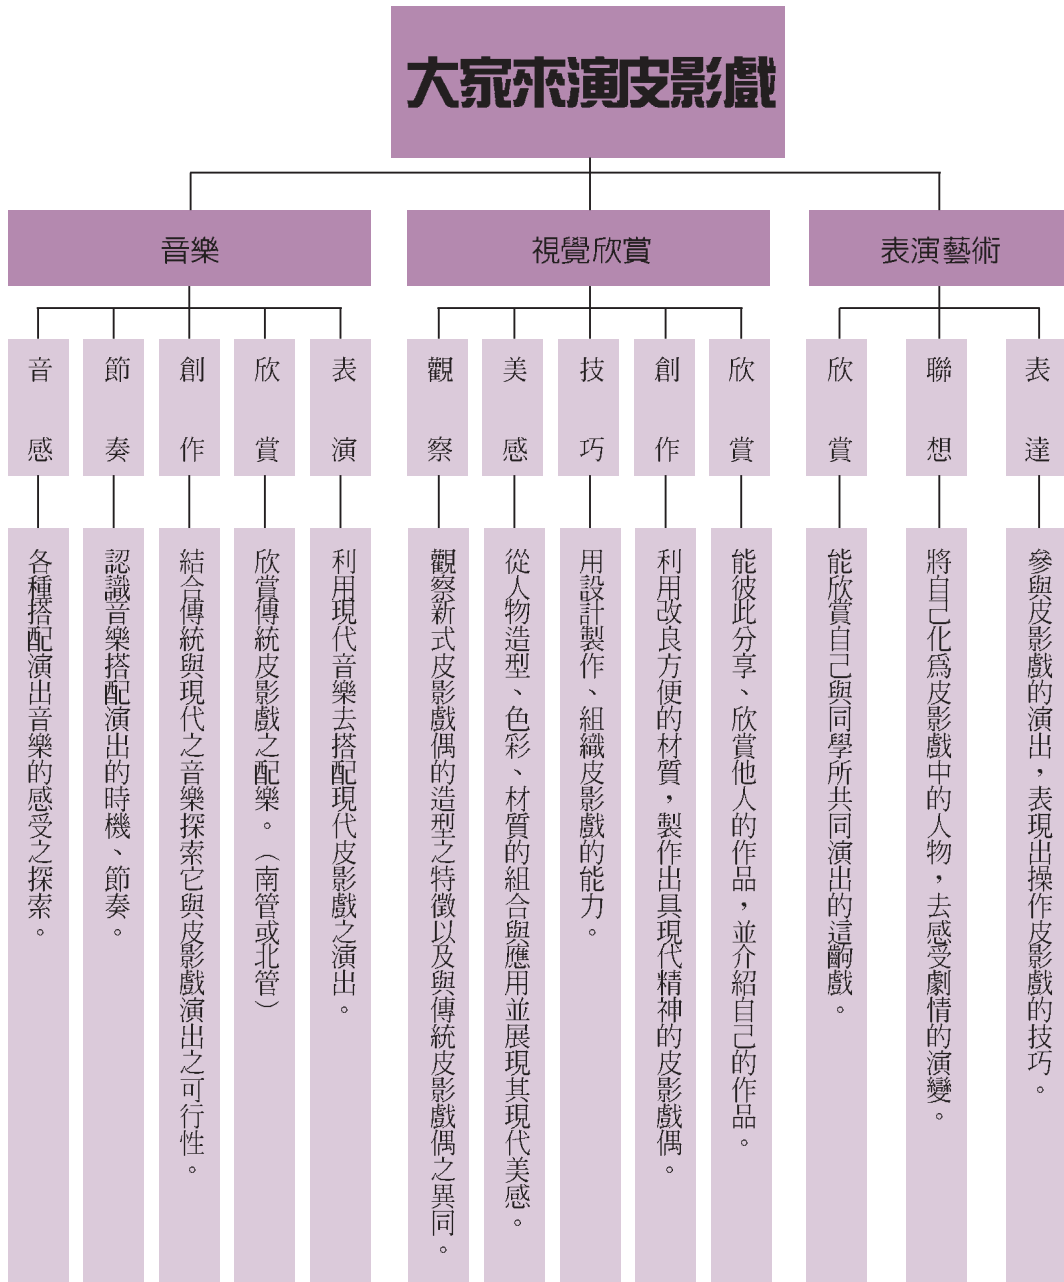 大家來演皮影戲
音樂
視覺欣賞
表演藝術
音感
節奏
創作
欣賞
表演
觀察
美感
技巧
創作
欣賞
欣賞
聯想
表達
各種搭配演出音樂的感受之探索。
認識音樂搭配演出的時機、節奏。
結合傳統與現代之音樂探索它與皮影戲演出之可行性。
欣賞傳統皮影戲之配樂。（南管或北管）
利用現代音樂去搭配現代皮影戲之演出。
觀察新式皮影戲偶的造型之特徵以及與傳統皮影戲偶之異同。
從人物造型、色彩、材質的組合與應用並展現其現代美感。
用設計製作、組織皮影戲的能力。
利用改良方便的材質，製作出具現代精神的皮影戲偶。
能彼此分享、欣賞他人的作品，並介紹自己的作品。
能欣賞自己與同學所共同演出的這齣戲。
將自己化爲皮影戲中的人物，去感受劇情的演變。
參與皮影戲的演出，表現出操作皮影戲的技巧。